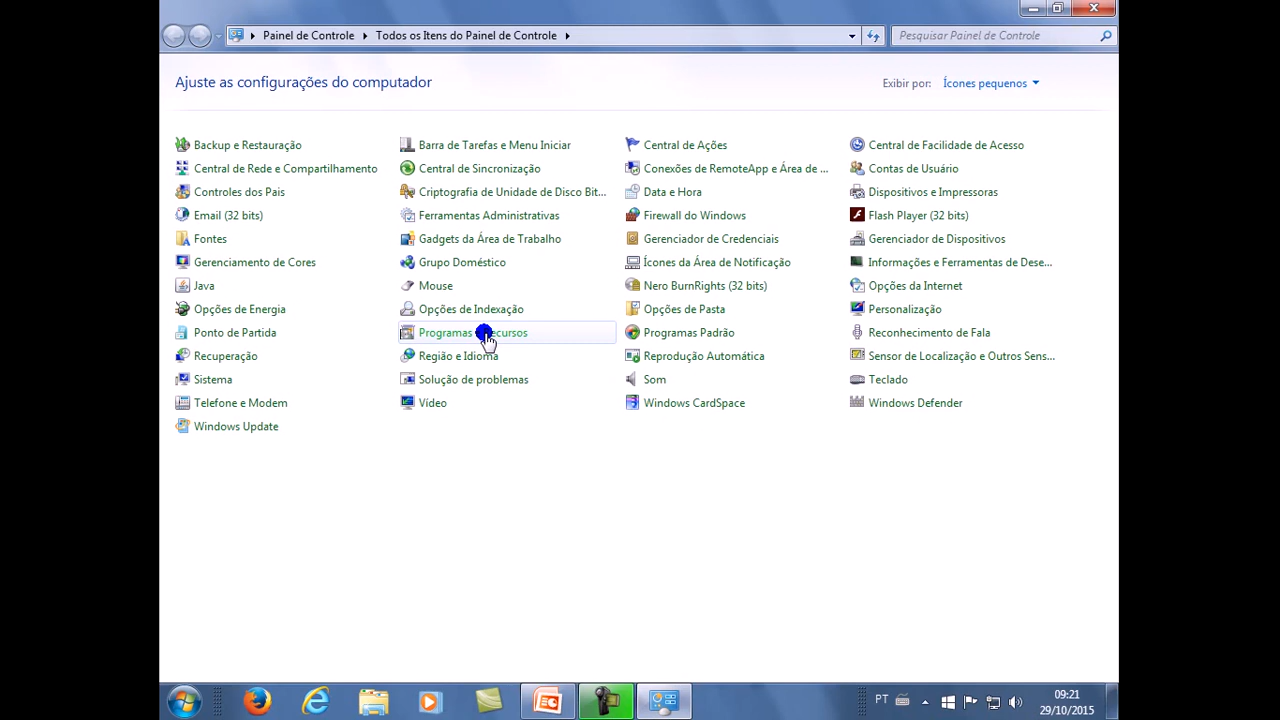 Painel de Controle Todos os Itens do Painel de Controle Pesquisar Painel de Controle
Ajuste as configurações do computador Exibir por: Ícones pequenos
Backup e Restauração Barra de Tarefas e Menu Iniciar Central de Ações Central de Facilidade de Acesso
Central de Rede e Compartilhamento Central de Sincronização Conexões de RemoteApp e Área de ... Contas de Usuário
Controles dos Pais Criptografia de Unidade de Disco Bit... Data e Hora Dispositivos e Impressoras
Email (32 bits) Ferramentas Administrativas Firewall do Windows Flash Player (32 bits)
Fontes Gadgets da Área de Trabalho Gerenciador de Credenciais Gerenciador de Dispositivos
Gerenciamento de Cores Grupo Doméstico Ícones da Área de Notificação Informações e Ferramentas de Dese...
Java Mouse Nero BurnRights (32 bits) Opções da Internet
Opções de Energia Opções de Indexação Opções de Pasta Personalização
Ponto de Partida Programas ecursos Programas Padrão Reconhecimento de Fala
Recuperação Região e Idioma Reprodução Automática Sensor de Localização e Outros Sens...
Sistema Solução de problemas Som Teclado
Telefone e Modem Vídeo Windows CardSpace Windows Defender
Windows Update
PT 09:21
29/10/2015